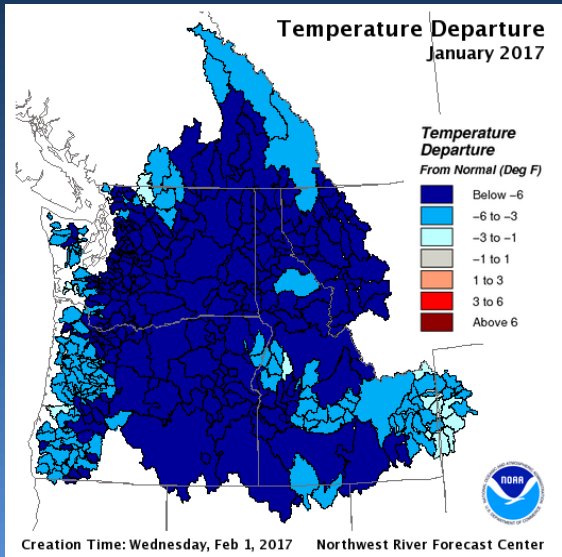 Temperature Departure
January 2017
Temperature
Departure
From Normal (Deg F)
Below -6
-6 to -3
-3 to -1
-1 to 1
1 to 3
3 to 6
Above 6
NOAA
Creation Time: Wednesday, Feb 1, 2017 Northwest River Forecast Center